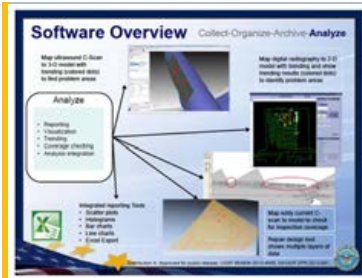 Software Overview
Collect-Organize-Archive-Analyze
Map ultrasound C-Scan
to 3-D model with
trending (colored dots)
to find problem areas
Map digital radiography to 3-D
model with trending and show
trending results (colored dots)
to identify problem areas
Analyze
• Reporting
• Visualization
• Trending
• Coverage checking
• Analysis integration
Integrated reporting Tools
• Scatter plots
• Histograms
• Bar charts
• Line charts
• Excel Export
Map eddy current C-
scan to model to check
for inspection coverage
Repair design tool
shows multiple layers of
data